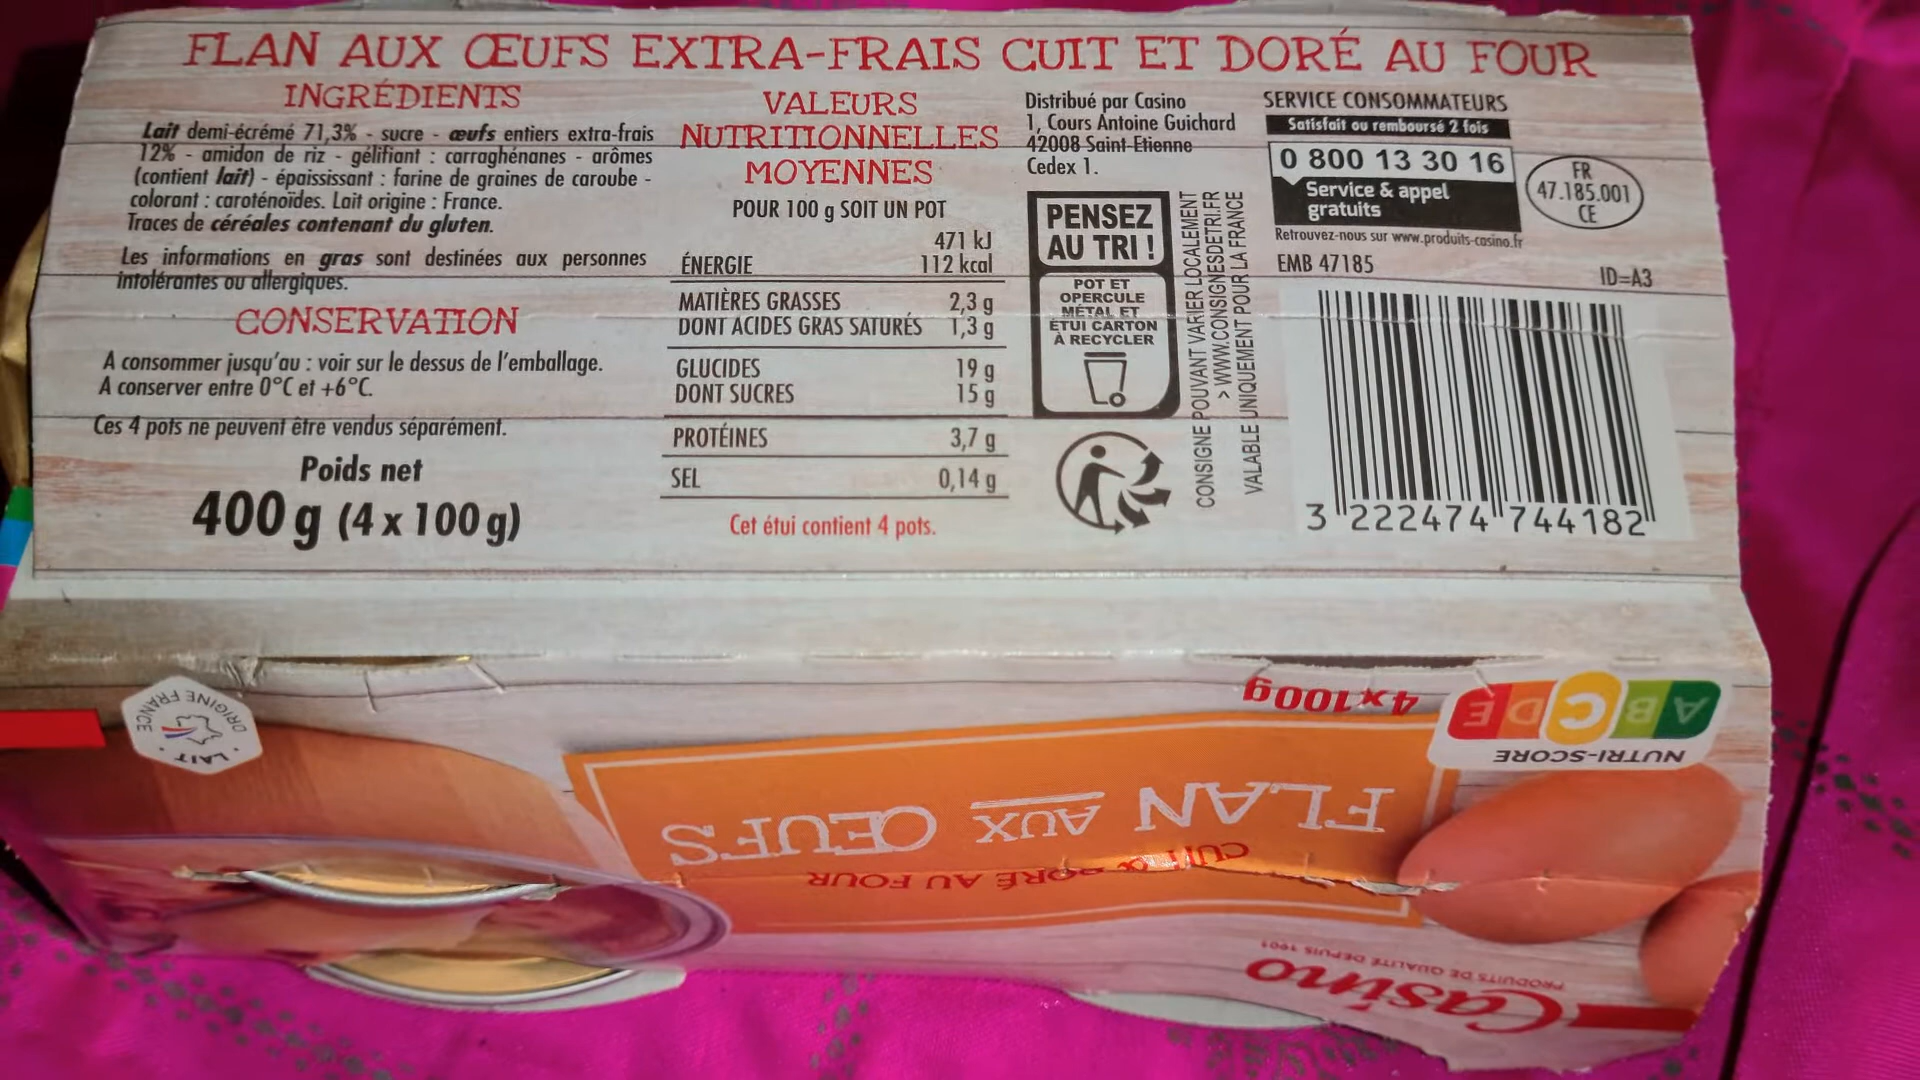 FLAN AUX ŒUFS EXTRA-FRAIS CUIT ET DORÉ AU FOUR
INGRÉDIENTS
Lait demi-écrémé 71,3% - sucre - œufs entiers extra-frais
12% - amidon de riz - gélifiant : carraghénanes - arômes
(contient lait) - épaississant : farine de graines de caroube -
colorant : caroténoïdes. Lait origine : France.
Traces de céréales contenant du gluten.
Les informations en gras sont destinées aux personnes
intolérantes ou allergiques.
CONSERVATION
A consommer jusqu'au : voir sur le dessus de l'emballage.
A conserver entre 0°C et +6°C.
Ces 4 pots ne peuvent être vendus séparément.
Poids net
400 g (4 x 100 g)
VALEURS
NUTRITIONNELLES
MOYENNES
POUR 100 g SOIT UN POT
471 kJ
ÉNERGIE 112 kcal
MATIÈRES GRASSES 2,3 g
DONT ACIDES GRAS SATURÉS 1,3 g
GLUCIDES 19 g
DONT SUCRES 15 g
PROTÉINES 3,7 g
SEL 0,14 g
Cet étui contient 4 pots.
Distribué par Casino
1, Cours Antoine Guichard
42008 Saint-Etienne
Cedex 1.
PENSEZ
AU TRI !
POT ET
OPERCULE
MÉTAL ET
ÉTUI CARTON
À RECYCLER
CONSIGNE POUVANT VARIER LOCALEMENT
> WWW.CONSIGNESDETRI.FR
VALABLE UNIQUEMENT POUR LA FRANCE
SERVICE CONSOMMATEURS
Satisfait ou remboursé 2 fois
0 800 13 30 16
Service & appel
gratuits
Retrouvez-nous sur www.produits-casino.fr
EMB 47185
FR
47.185.001
CE
ID=A3
3 222474 744182
Casino
PRODUITS DE QUALITÉ DEPUIS 1901
CUIT & DORÉ AU FOUR
FLAN AUX ŒUFS
NUTRI-SCORE
A B C D E
4x100g
LAIT
ORIGINE FRANCE